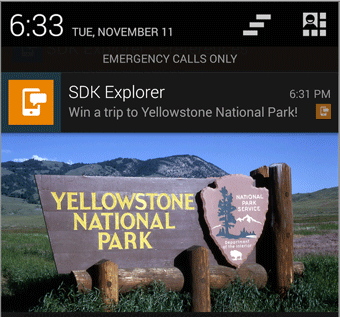 6:33 TUE, NOVEMBER 11
EMERGENCY CALLS ONLY
SDK Explorer 6:31 PM
Win a trip to Yellowstone National Park!
YELLOWSTONE
NATIONAL
PARK
NATIONAL
PARK
SERVICE
Department
of the Interior